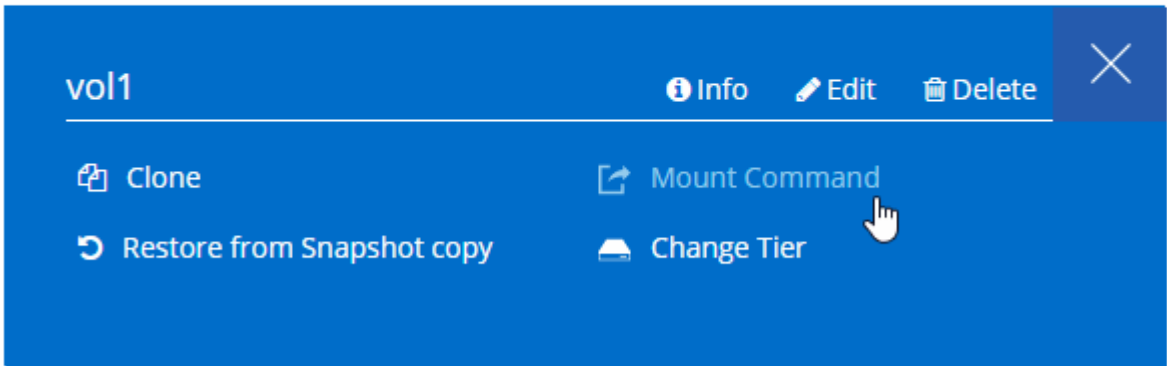 vol1 Info Edit Delete
Clone Mount Command
Restore from Snapshot copy Change Tier